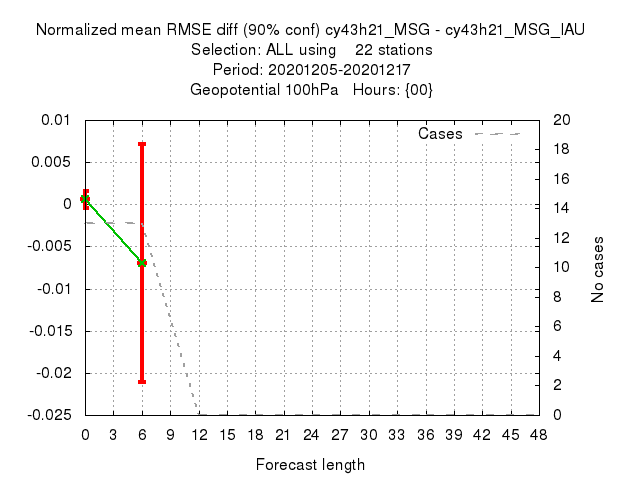 Normalized mean RMSE diff (90% conf) cy43h21_MSG - cy43h21_MSG_IAU
Selection: ALL using 22 stations
Period: 20201205-20201217
Geopotential 100hPa Hours: {00}
Cases
0.01
0.005
0
-0.005
-0.01
-0.015
-0.02
-0.025
20
18
16
14
12
10
8
6
4
2
0
No cases
0 3 6 9 12 15 18 21 24 27 30 33 36 39 42 45 48
Forecast length